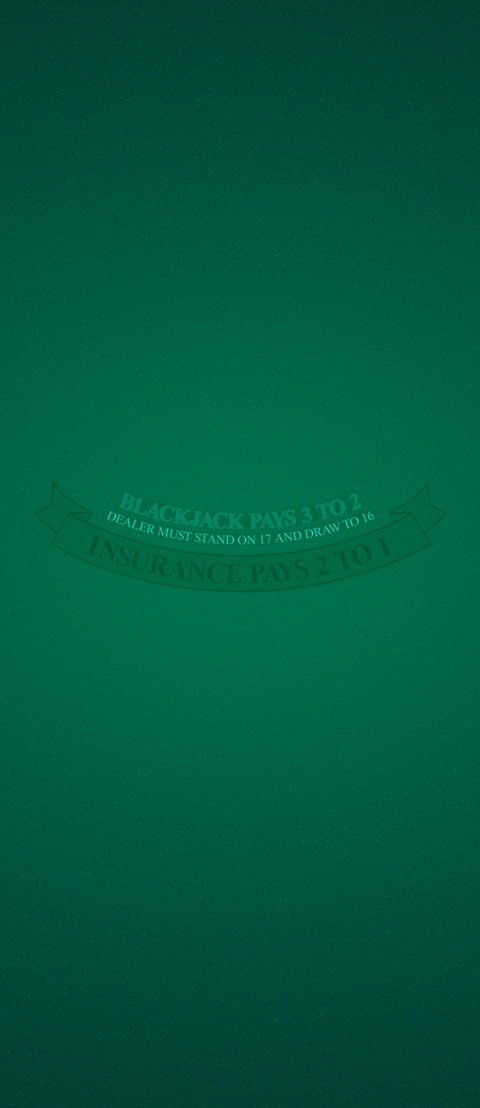 BLACKJACK PAYS 3 TO 2
DEALER MUST STAND ON 17 AND DRAW TO 16
INSURANCE PAYS 2 TO 1